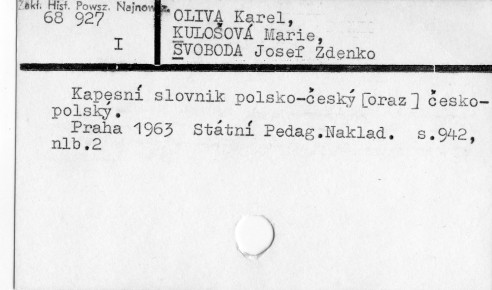 Zakł. Hist. Powsz. Najnowsz.
68 927
I
OLIVA Karel,
KULOŠOVÁ Marie,
SVOBODA Josef Zdenko
Kapesní slovnik polsko-český [oraz] česko-
polský.
Praha 1963 Státní Pedag.Naklad. s.942,
nlb.2